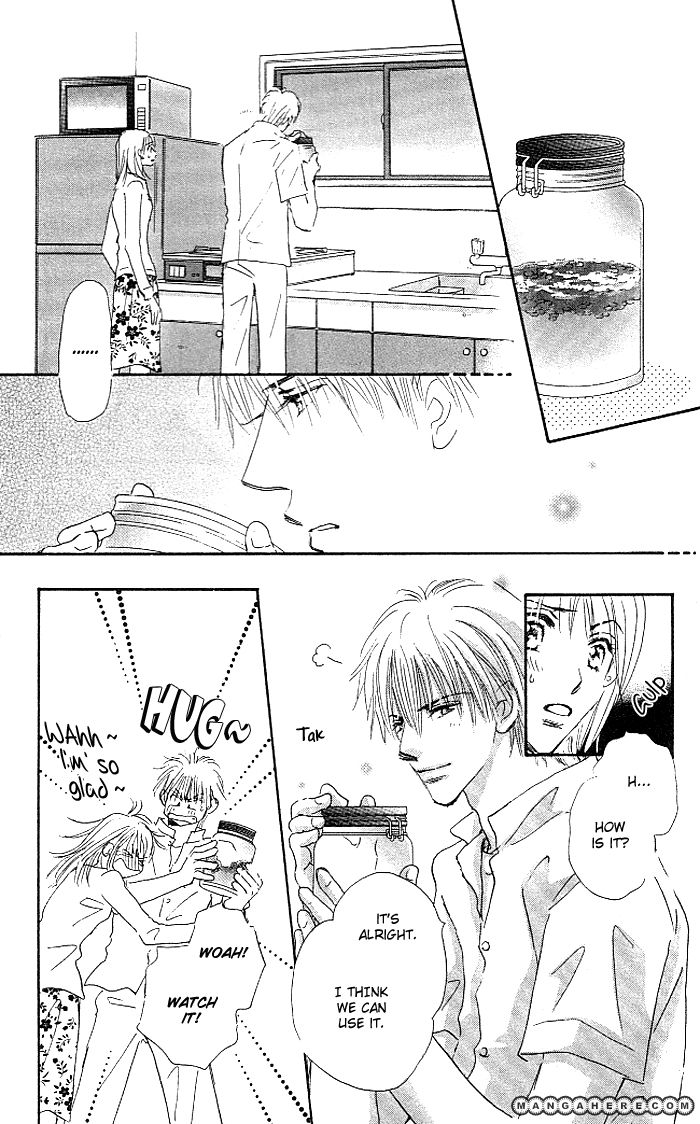 ......
GULP
H...
HOW
IS IT?
TAK
IT'S
ALRIGHT.
I THINK
WE CAN
USE IT.
HUG~
WAHH~
I'm so
glad~
WOAH!
WATCH
IT!
MANGAHERE.COM